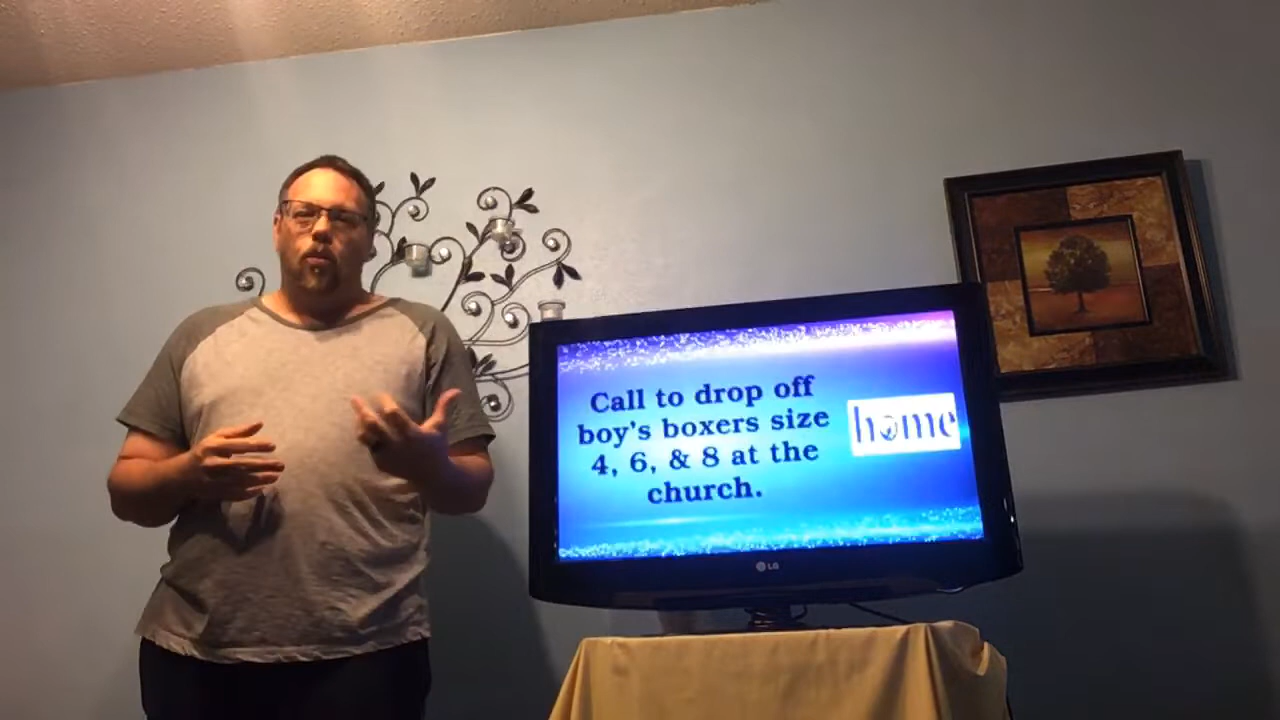 Call to drop off
boy's boxers size
4, 6, & 8 at the
church.
home
LG